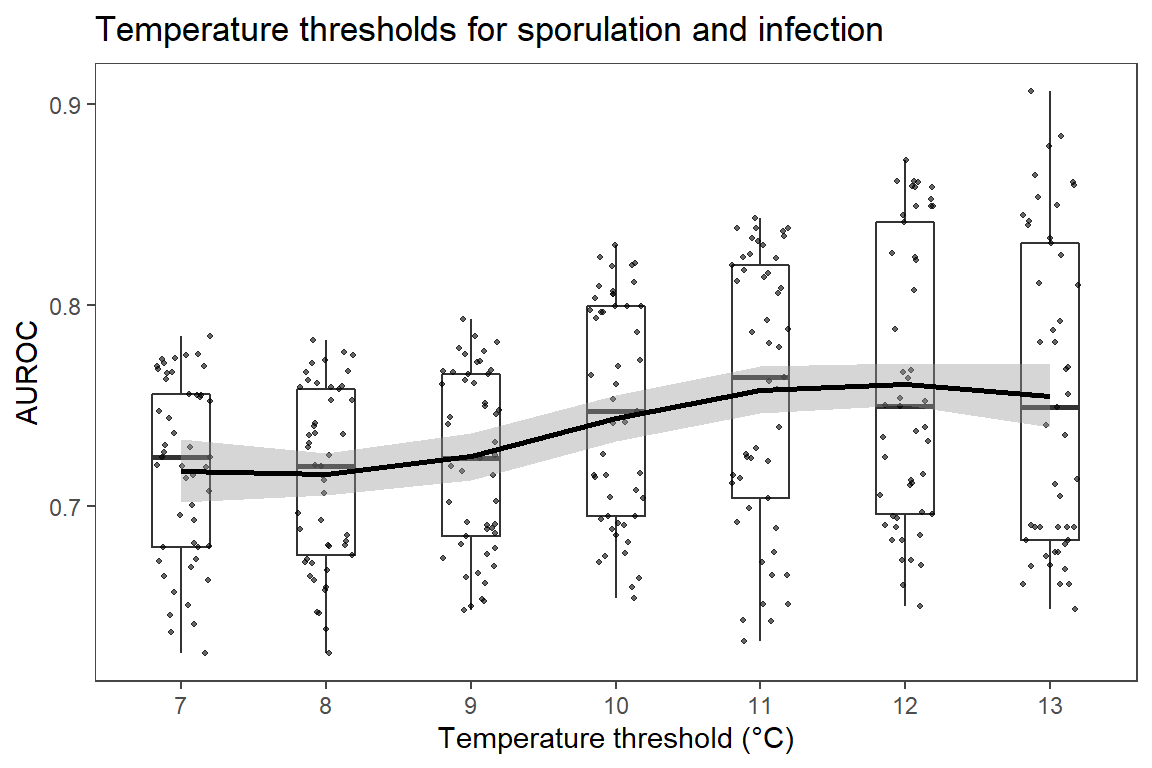 Temperature thresholds for sporulation and infection
AUROC
0.9
0.8
0.7
7 8 9 10 11 12 13
Temperature threshold (°C)